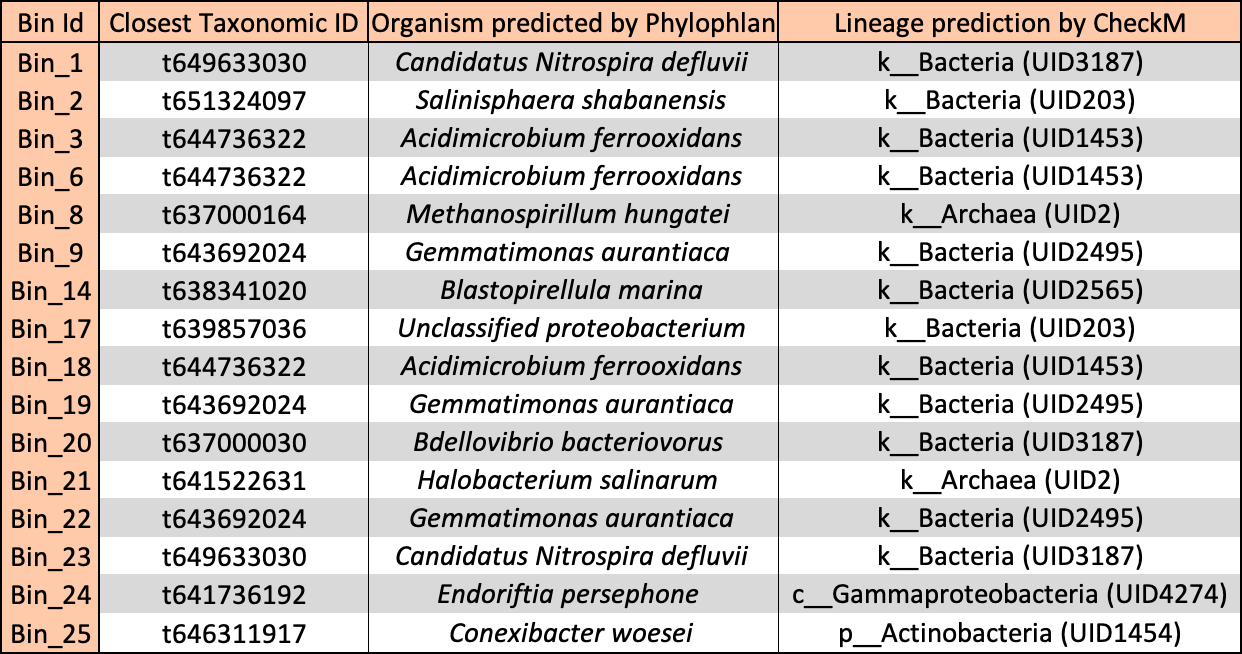 Bin Id Closest Taxonomic ID Organism predicted by Phylophlan Lineage prediction by CheckM
Bin_1 t649633030 Candidatus Nitrospira defluvii k__Bacteria (UID3187)
Bin_2 t651324097 Salinisphaera shabanensis k__Bacteria (UID203)
Bin_3 t644736322 Acidimicrobium ferrooxidans k__Bacteria (UID1453)
Bin_6 t644736322 Acidimicrobium ferrooxidans k__Bacteria (UID1453)
Bin_8 t637000164 Methanospirillum hungatei k__Archaea (UID2)
Bin_9 t643692024 Gemmatimonas aurantiaca k__Bacteria (UID2495)
Bin_14 t638341020 Blastopirellula marina k__Bacteria (UID2565)
Bin_17 t639857036 Unclassified proteobacterium k__Bacteria (UID203)
Bin_18 t644736322 Acidimicrobium ferrooxidans k__Bacteria (UID1453)
Bin_19 t643692024 Gemmatimonas aurantiaca k__Bacteria (UID2495)
Bin_20 t637000030 Bdellovibrio bacteriovorus k__Bacteria (UID3187)
Bin_21 t641522631 Halobacterium salinarum k__Archaea (UID2)
Bin_22 t643692024 Gemmatimonas aurantiaca k__Bacteria (UID2495)
Bin_23 t649633030 Candidatus Nitrospira defluvii k__Bacteria (UID3187)
Bin_24 t641736192 Endoriftia persephone c__Gammaproteobacteria (UID4274)
Bin_25 t646311917 Conexibacter woesei p__Actinobacteria (UID1454)